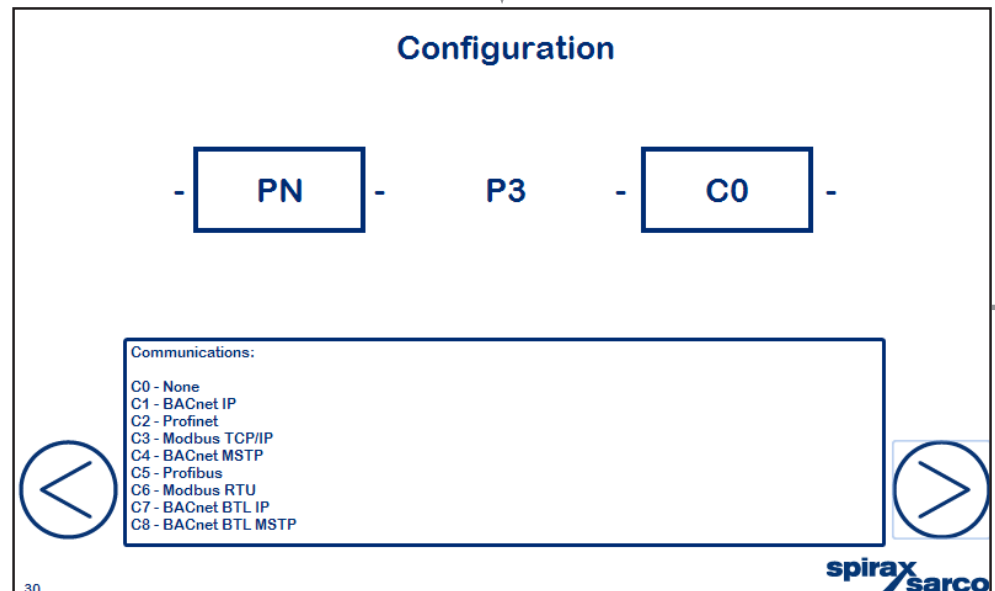 Configuration
- PN - P3 - C0 -
Communications:
C0 - None
C1 - BACnet IP
C2 - Profinet
C3 - Modbus TCP/IP
C4 - BACnet MSTP
C5 - Profibus
C6 - Modbus RTU
C7 - BACnet BTL IP
C8 - BACnet BTL MSTP
<
>
30
spirax
sarco